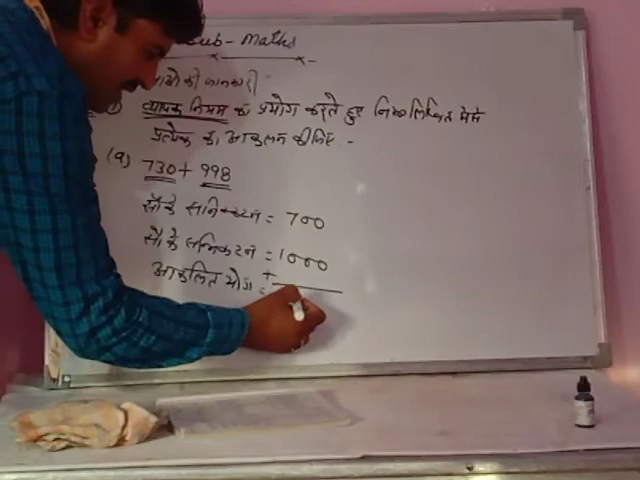 Sub - Maths
ओ की जानकारी :
व्यापक नियम का प्रयोग करते हुए निम्नलिखित में से
प्रत्येक का आकलन कीजिए -
(a) 730 + 998
सौ के सन्निकटन = 700
सौ के सन्निकटन = 1000
आकलित योग = +